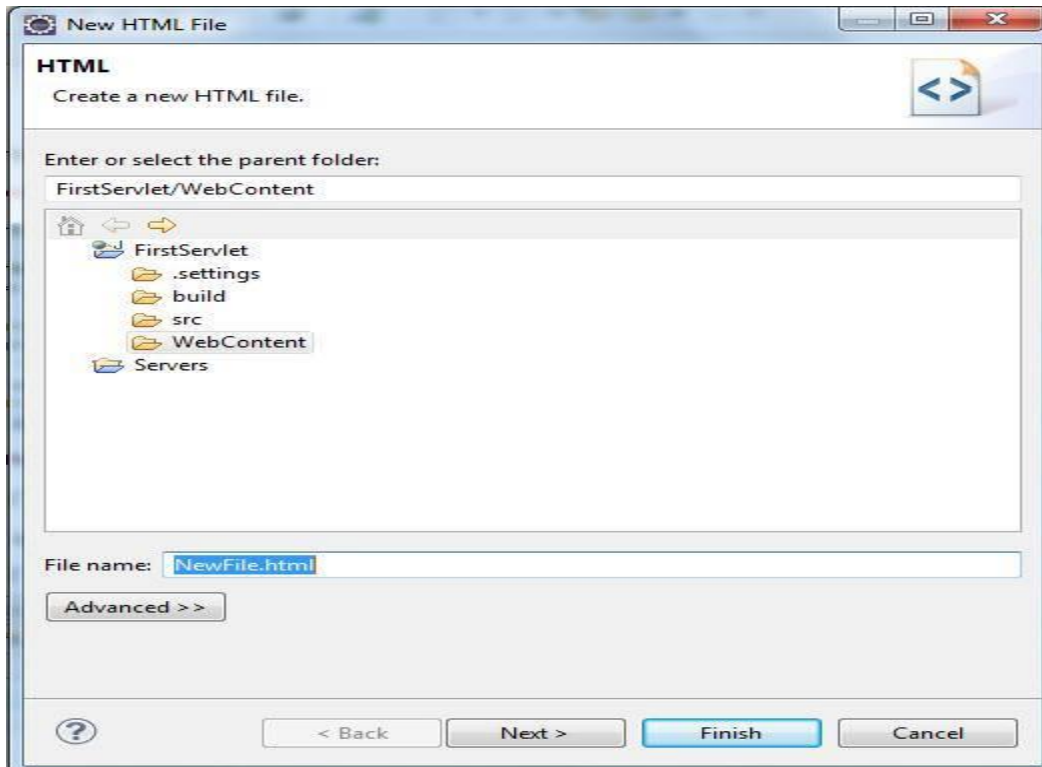 New HTML File
HTML
Create a new HTML file.
Enter or select the parent folder:
FirstServlet/WebContent
FirstServlet
.settings
build
src
WebContent
Servers
File name: NewFile.html
Advanced >>
< Back Next > Finish Cancel